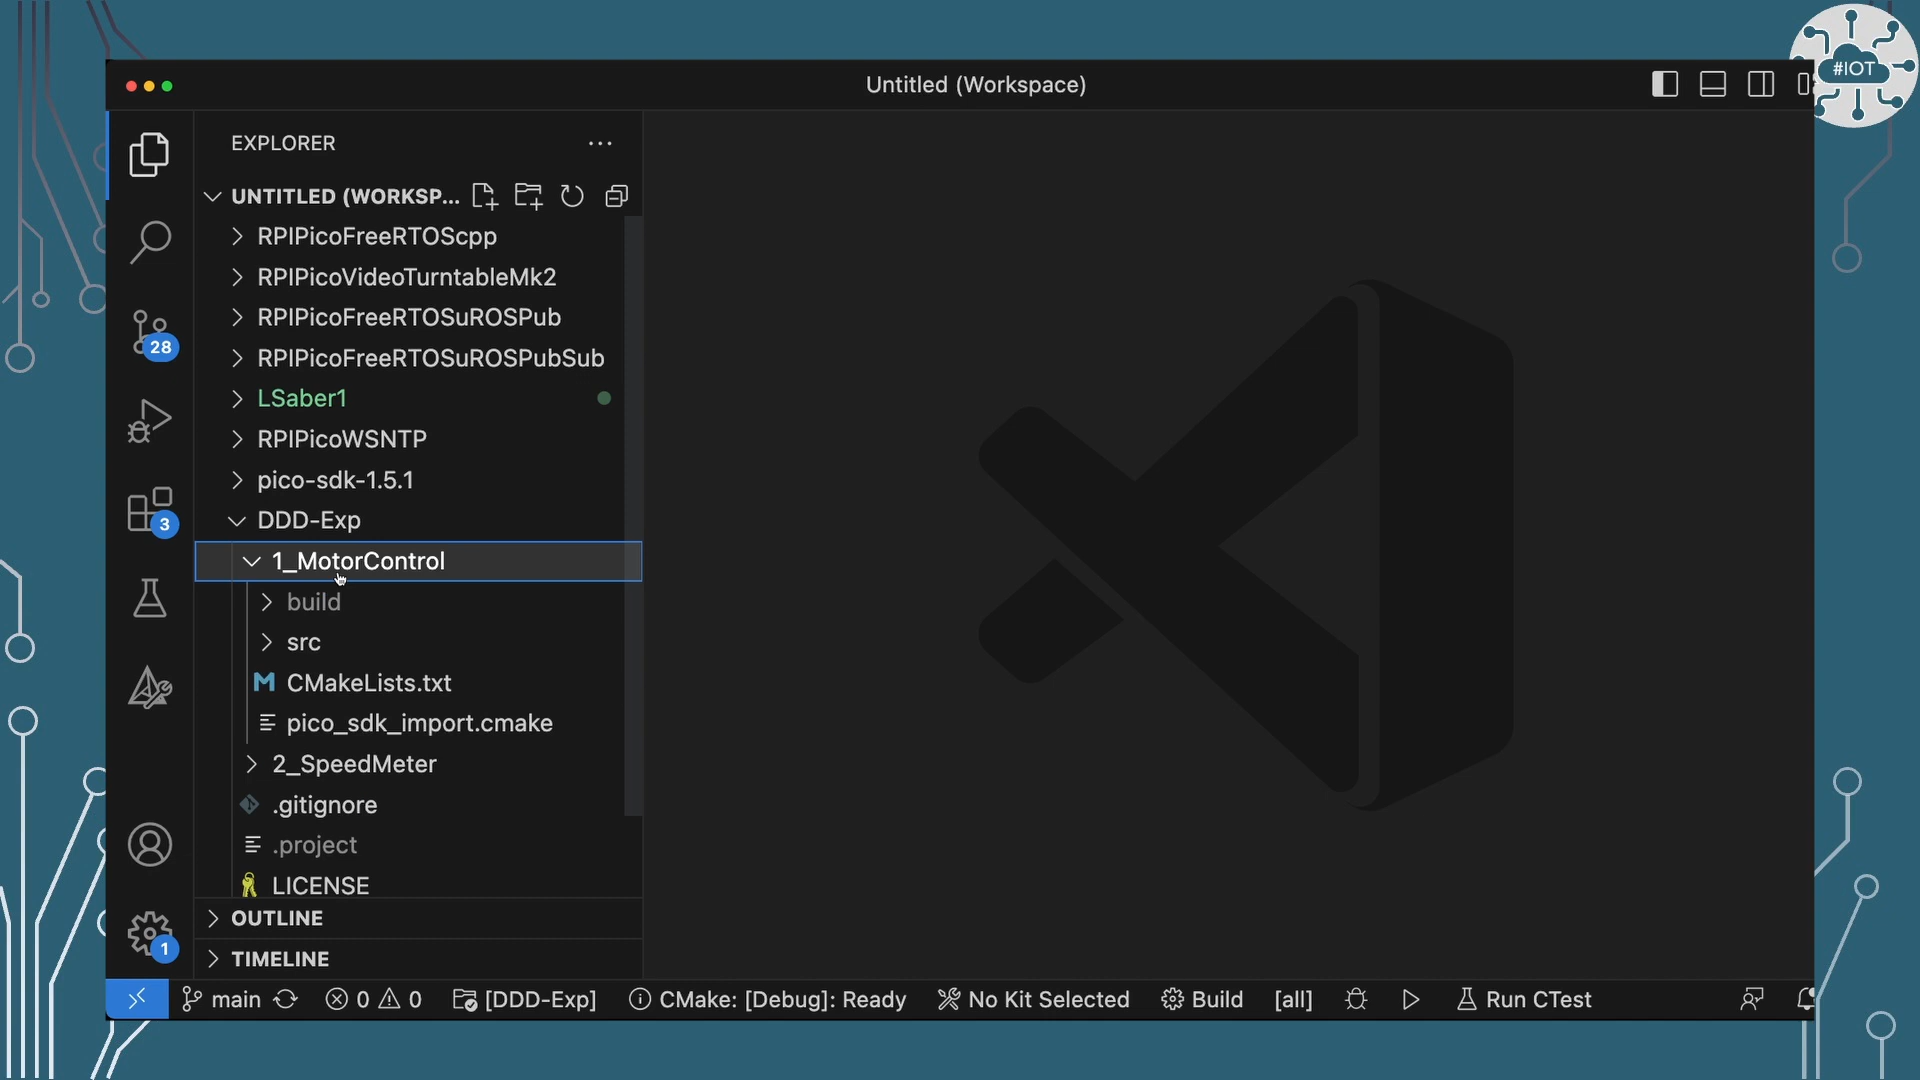 Untitled (Workspace)
#IOT
EXPLORER
UNTITLED (WORKSP...
RPIPicoFreeRTOScpp
RPIPicoVideoTurntableMk2
RPIPicoFreeRTOSuROSPub
RPIPicoFreeRTOSuROSPubSub
28
LSaber1
RPIPicoWSNTP
pico-sdk-1.5.1
3
DDD-Exp
1_MotorControl
build
src
CMakeLists.txt
pico_sdk_import.cmake
2_SpeedMeter
.gitignore
.project
LICENSE
OUTLINE
1
TIMELINE
main 0 0 [DDD-Exp] CMake: [Debug]: Ready No Kit Selected Build [all] Run CTest